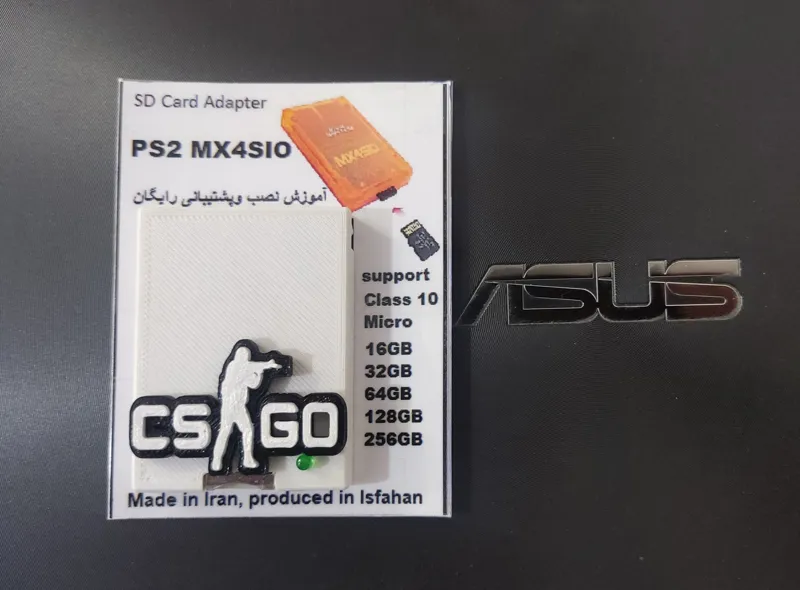 SD Card Adapter
PS2 MX4SIO
MX4SIO
آموزش نصب وپشتیبانی رایگان
support
Class 10
Micro
16GB
32GB
64GB
128GB
256GB
CS GO
Made in Iran, produced in Isfahan
ASUS